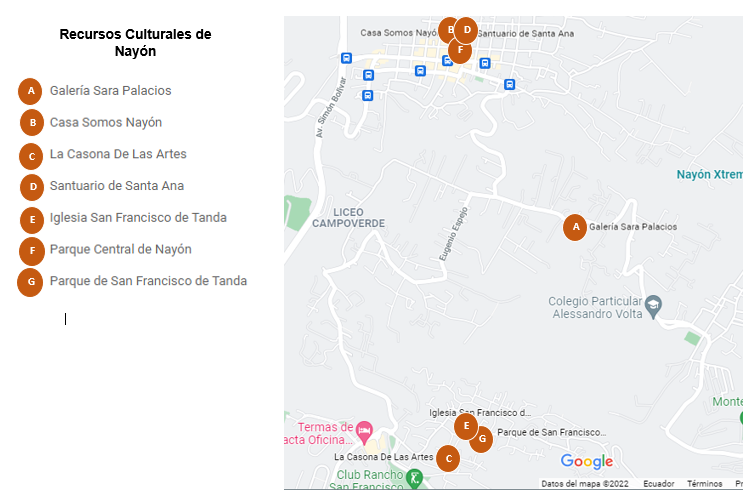 Recursos Culturales de
Nayón
A Galería Sara Palacios
B Casa Somos Nayón
C La Casona De Las Artes
D Santuario de Santa Ana
E Iglesia San Francisco de Tanda
F Parque Central de Nayón
G Parque de San Francisco de Tanda
Casa Somos Nayó
B
D
Santuario de Santa Ana
F
Av. Simón Bolívar
Nayón Xtrem
LICEO
CAMPOVERDE
Eugenio Espejo
A
Galería Sara Palacios
Colegio Particular
Alessandro Volta
Monte
Iglesia San Francisco d...
E
Termas de
acta Oficina...
G
Parque de San Francisco...
La Casona De Las Artes
C
Google
Club Rancho
San Francisco
Datos del mapa ©2022
Ecuador
Términos
Pr